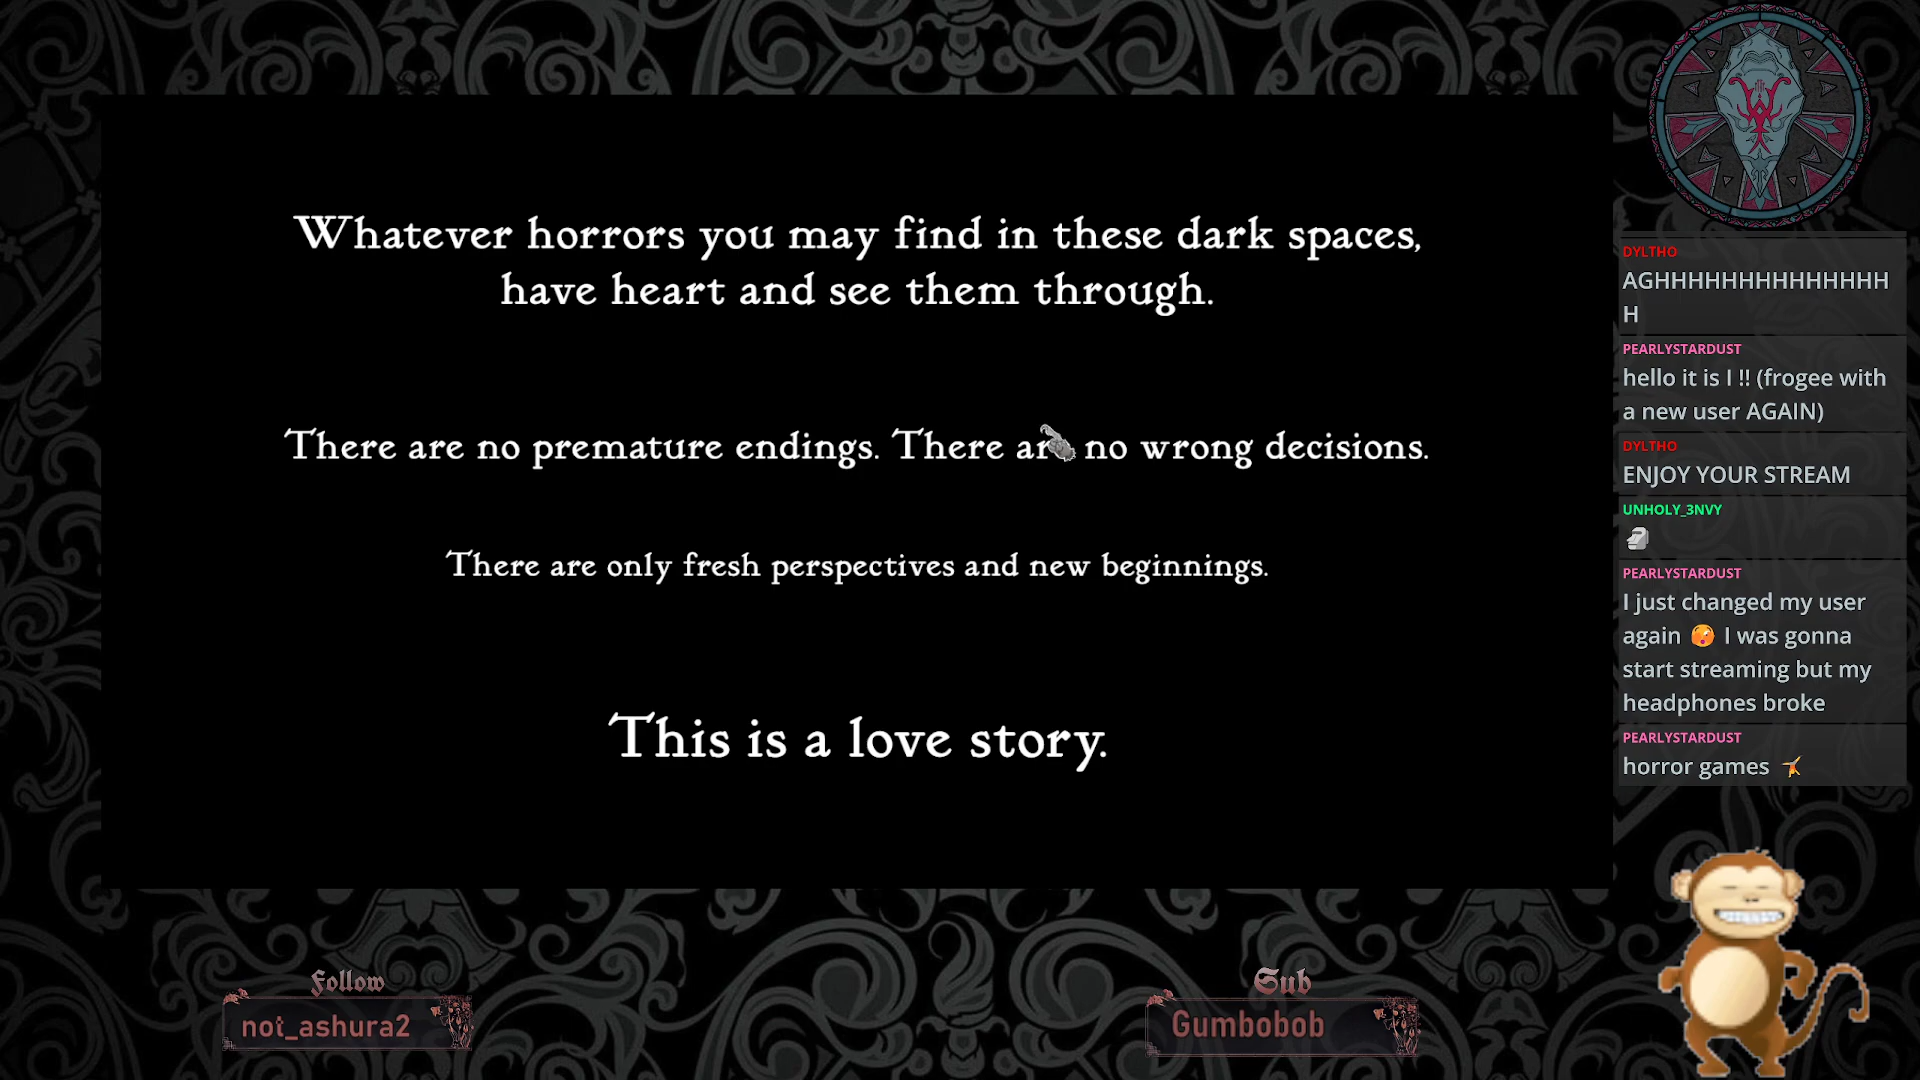 Whatever horrors you may find in these dark spaces,
have heart and see them through.
There are no premature endings. There are no wrong decisions.
There are only fresh perspectives and new beginnings.
This is a love story.
DYLTHO
AGHHHHHHHHHHHHHH
H
PEARLYSTARDUST
hello it is I !! (frogee with
a new user AGAIN)
DYLTHO
ENJOY YOUR STREAM
UNHOLY_3NVY
PEARLYSTARDUST
I just changed my user
again I was gonna
start streaming but my
headphones broke
PEARLYSTARDUST
horror games
Follow
not_ashura2
Sub
Gumbobob